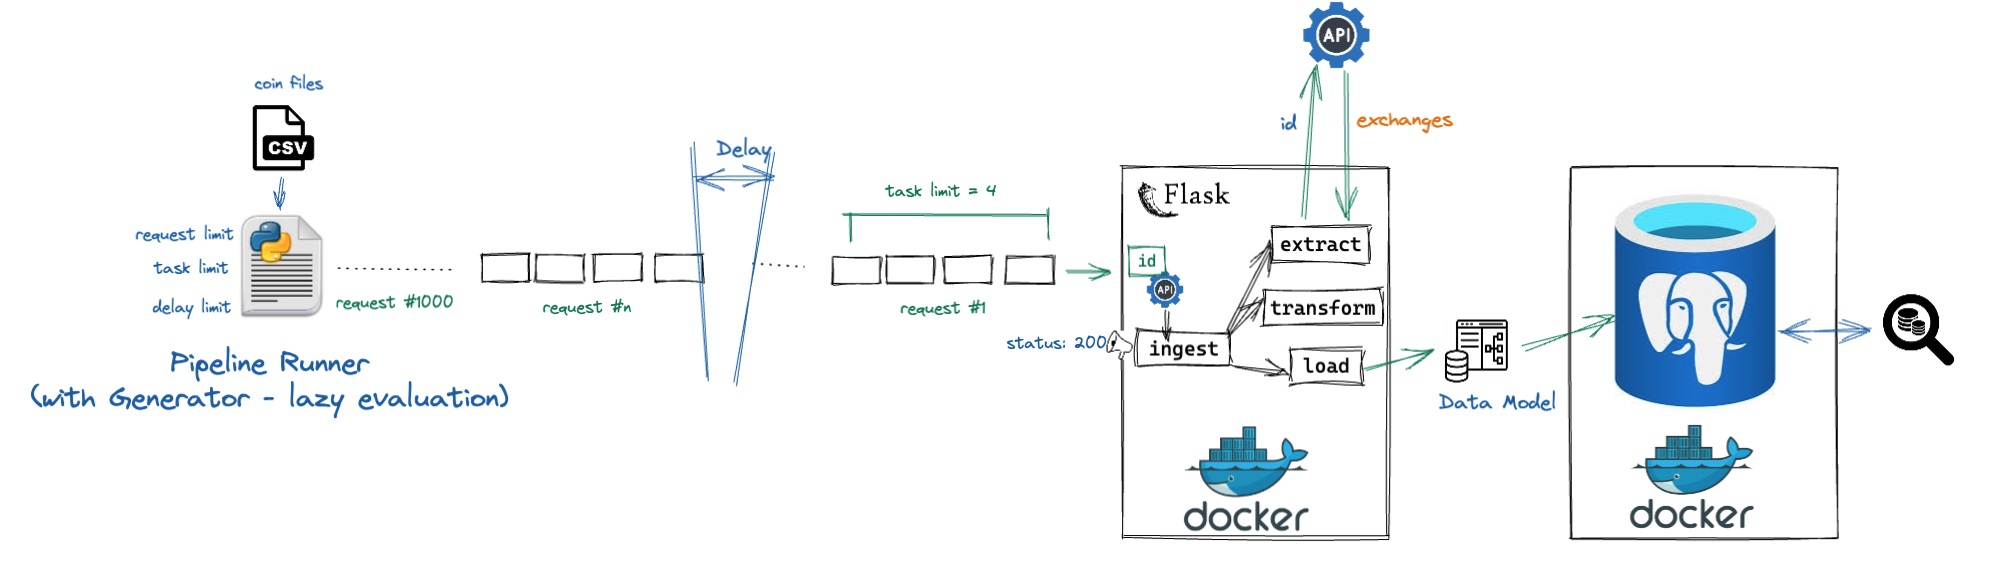 coin files
CSV
request limit
task limit
delay limit
request #1000
Pipeline Runner
(with Generator - lazy evaluation)
request #n
Delay
task limit = 4
request #1
API
id
exchanges
Flask
id
API
extract
transform
status: 200
ingest
load
docker
Data Model
docker